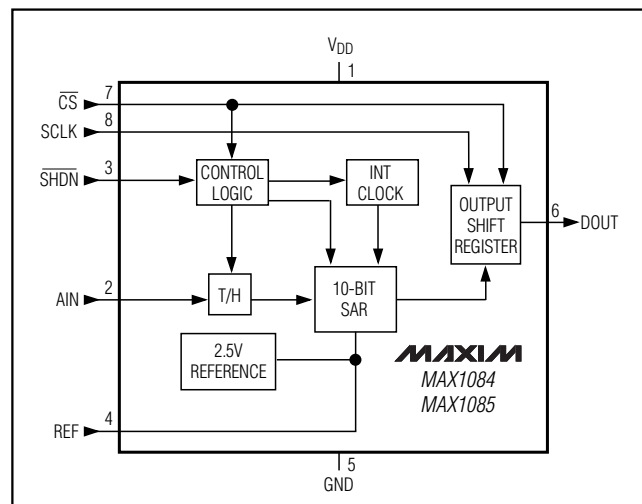 VDD
1
CS
7
SCLK
8
SHDN
3
CONTROL
LOGIC
INT
CLOCK
OUTPUT
SHIFT
REGISTER
6
DOUT
AIN
2
T/H
10-BIT
SAR
2.5V
REFERENCE
MAXIM
MAX1084
MAX1085
REF
4
5
GND